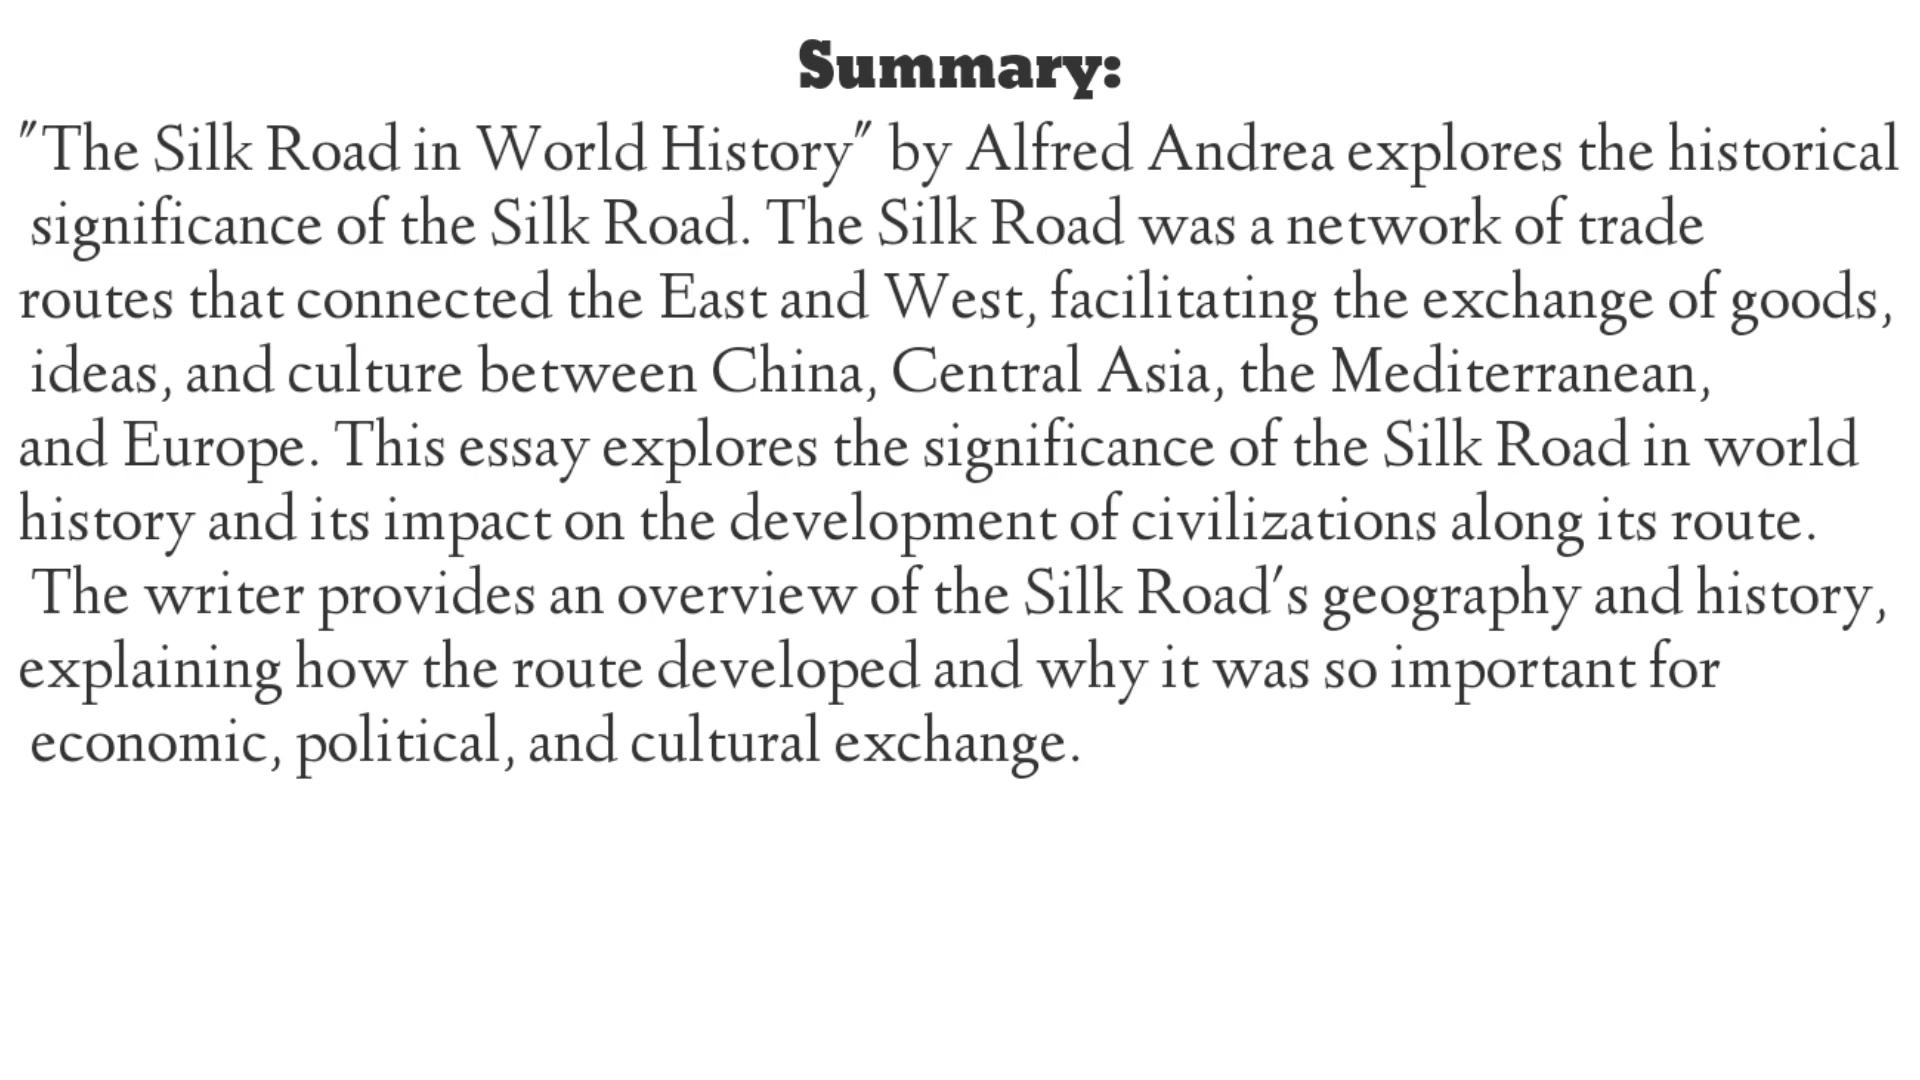 Summary:
"The Silk Road in World History" by Alfred Andrea explores the historical
significance of the Silk Road. The Silk Road was a network of trade
routes that connected the East and West, facilitating the exchange of goods,
ideas, and culture between China, Central Asia, the Mediterranean,
and Europe. This essay explores the significance of the Silk Road in world
history and its impact on the development of civilizations along its route.
The writer provides an overview of the Silk Road's geography and history,
explaining how the route developed and why it was so important for
economic, political, and cultural exchange.